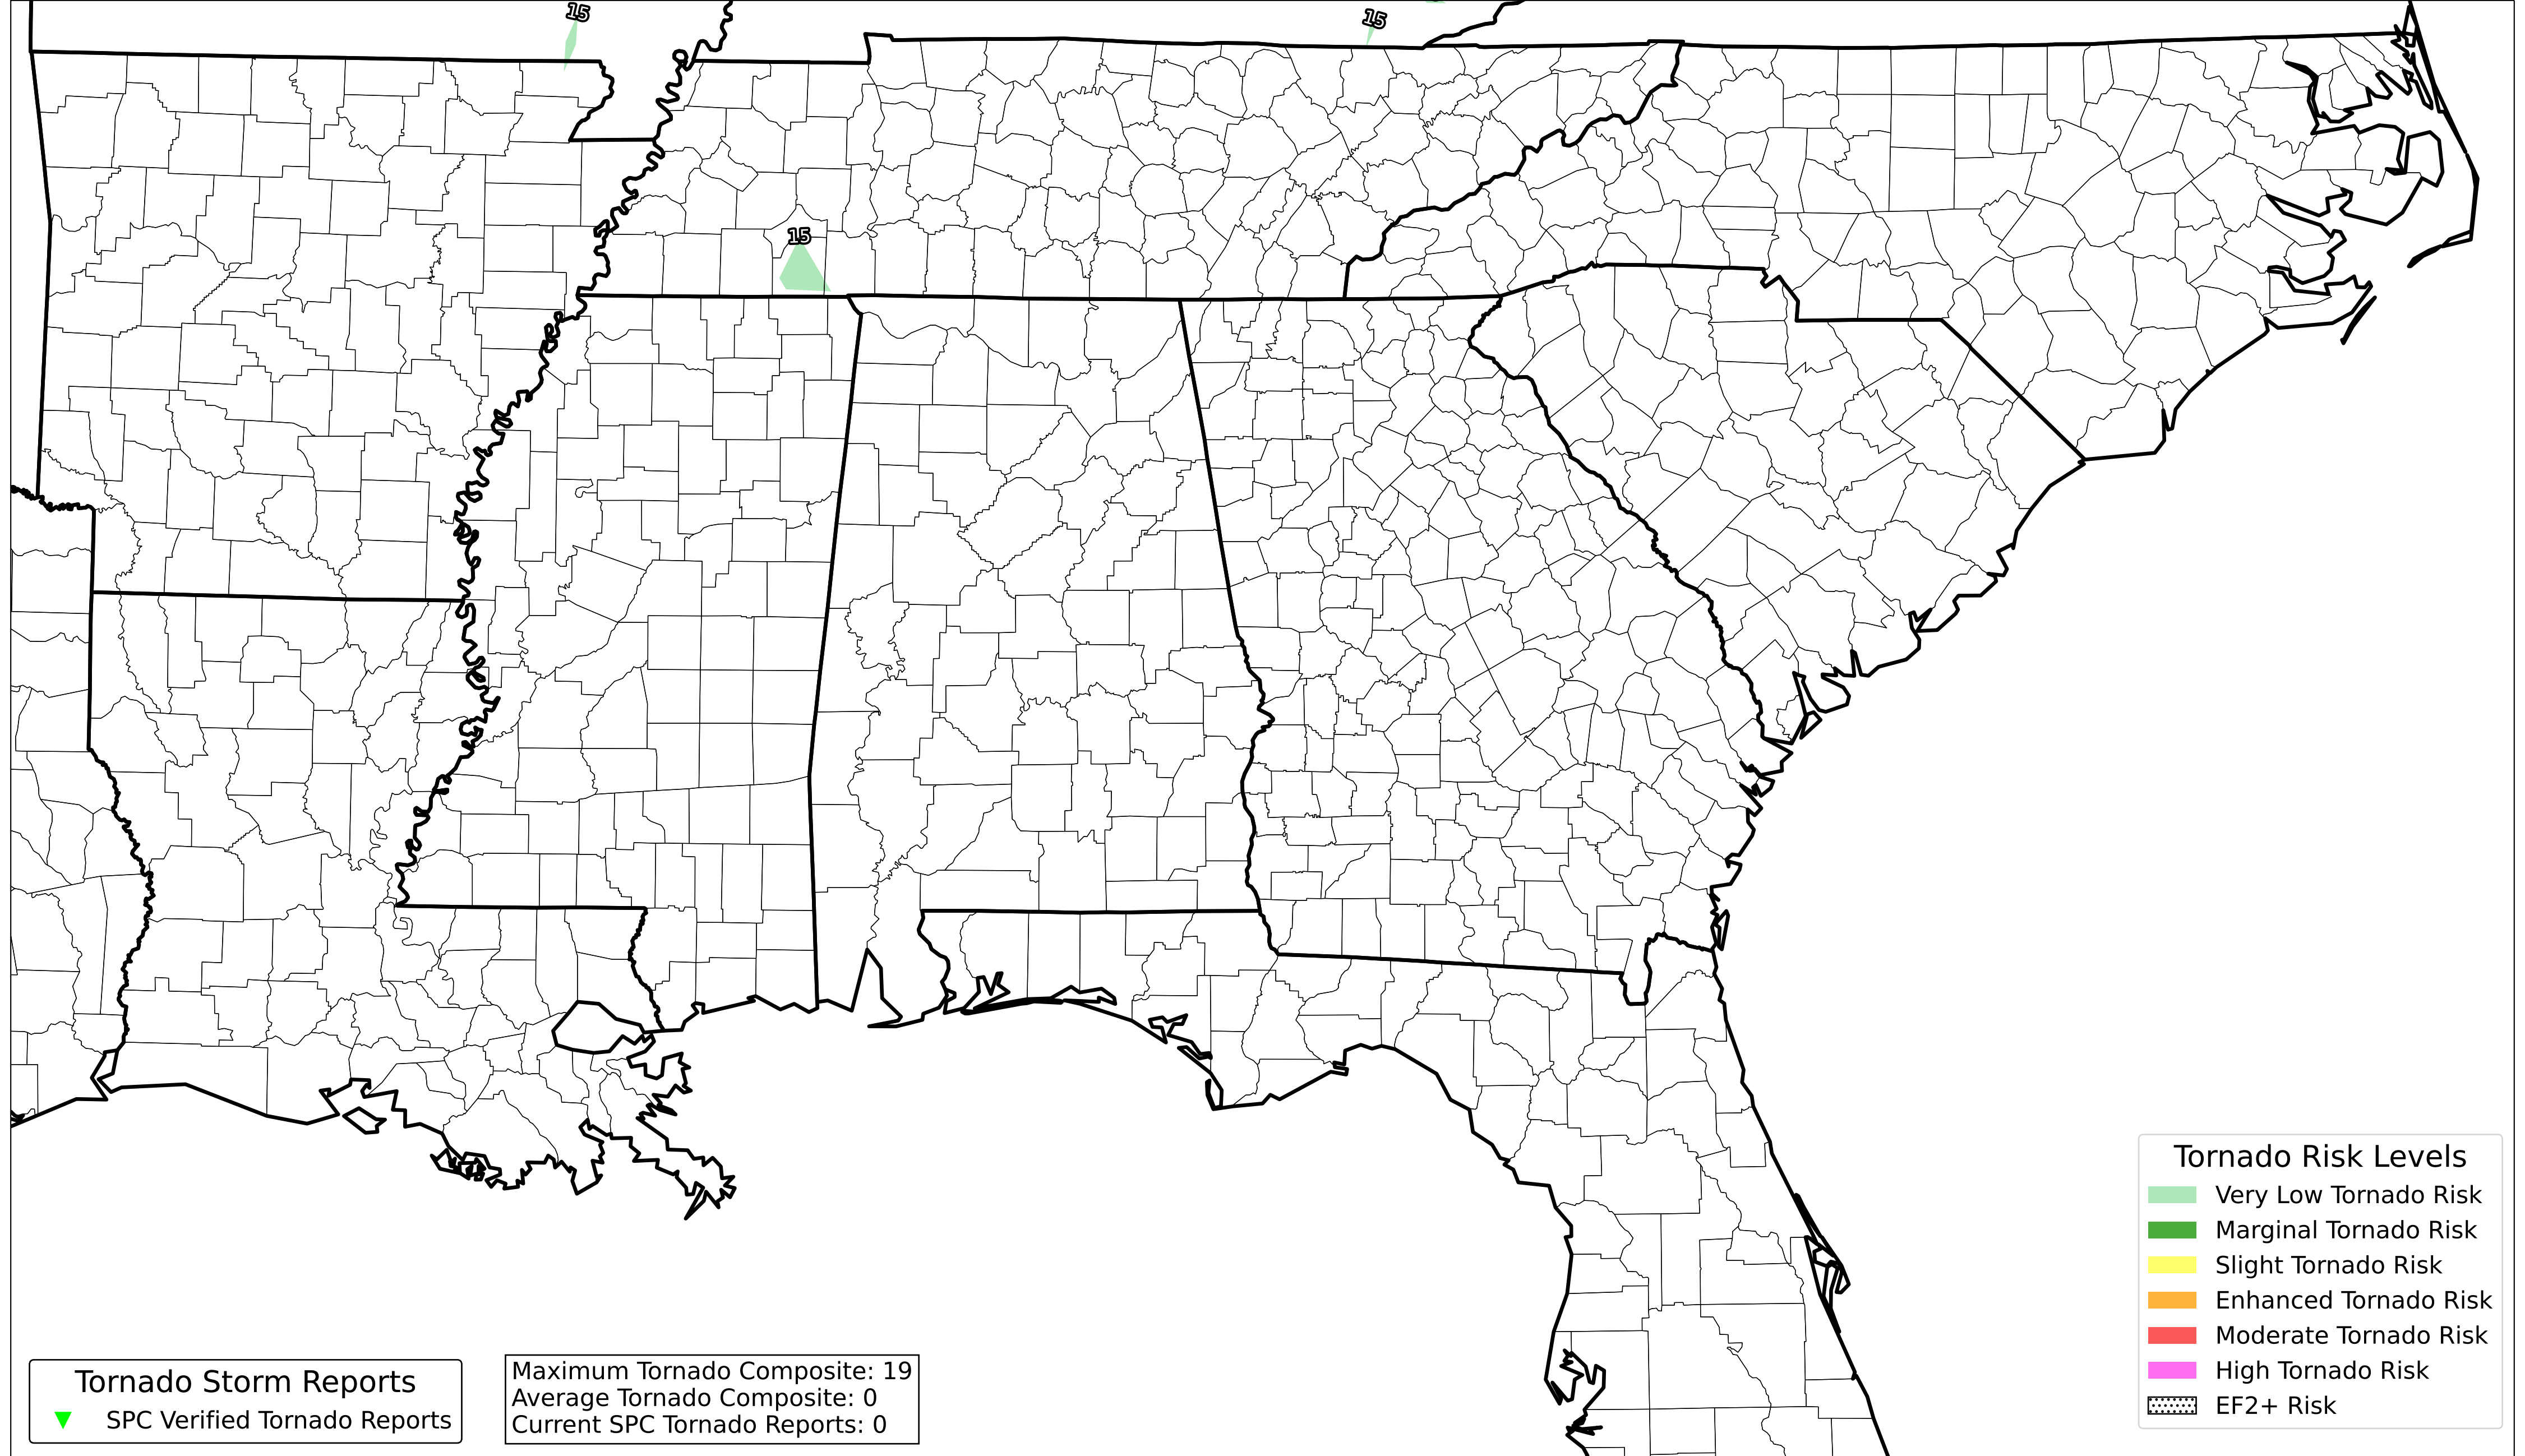 15
15
15
Tornado Risk Levels
Very Low Tornado Risk
Marginal Tornado Risk
Slight Tornado Risk
Enhanced Tornado Risk
Moderate Tornado Risk
High Tornado Risk
EF2+ Risk
Tornado Storm Reports
SPC Verified Tornado Reports
Maximum Tornado Composite: 19
Average Tornado Composite: 0
Current SPC Tornado Reports: 0